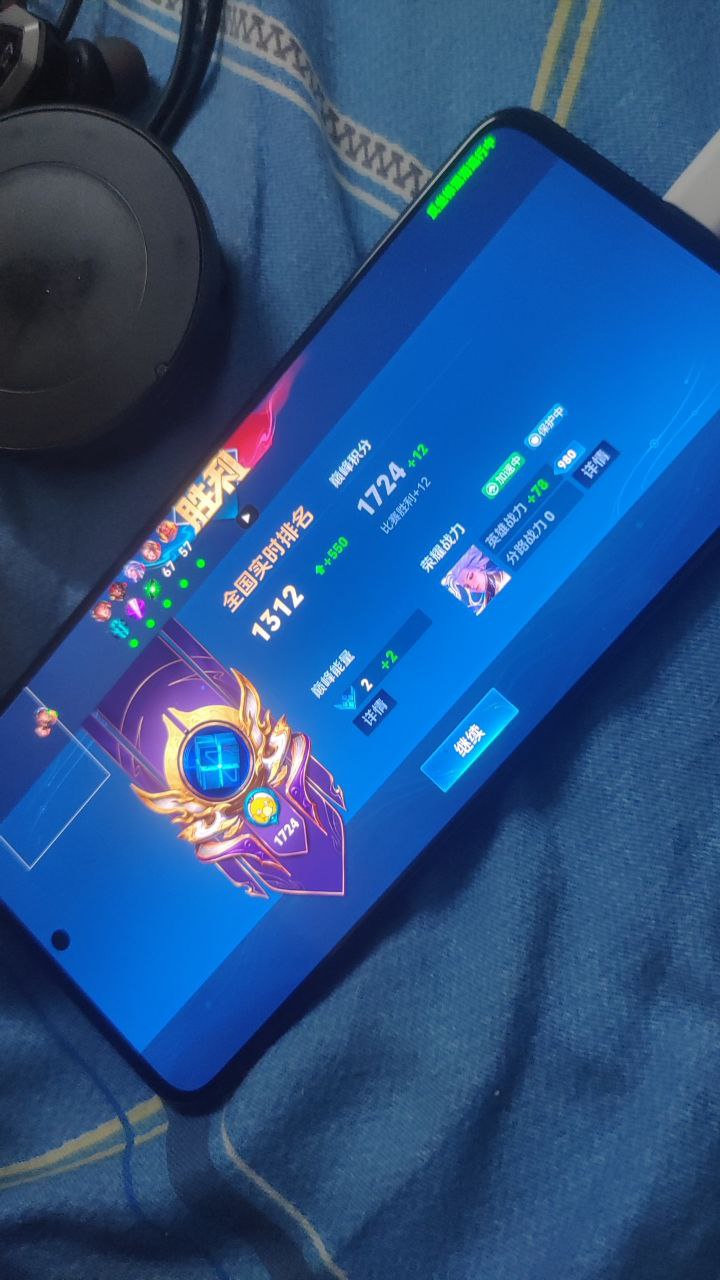 胜利
67 57
全国实时排名
1312 +550
巅峰积分
1724 +12
比赛胜利+12
巅峰能量
2 +2
详情
荣耀战力
加速中
保护中
英雄战力 +78
980
分路战力 0
详情
1724
继续